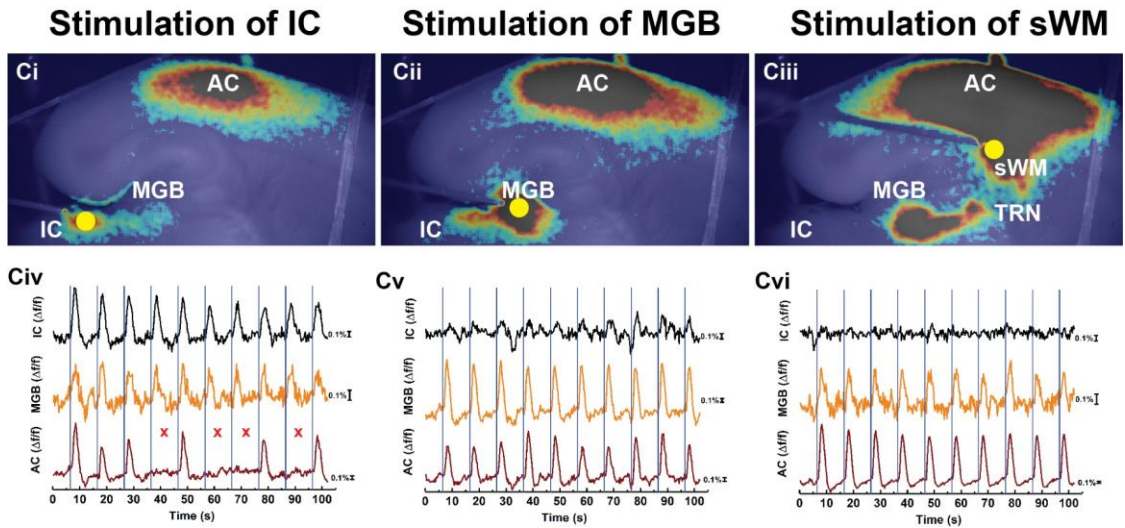 Stimulation of IC
Stimulation of MGB
Stimulation of sWM
Ci
AC
MGB
IC
Cii
AC
MGB
IC
Ciii
AC
sWM
MGB
TRN
IC
Civ
IC (Δf/f)
0.1%
MGB (Δf/f)
0.1%
x x x x
AC (Δf/f)
0.1%
0 10 20 30 40 50 60 70 80 90 100
Time (s)
Cv
IC (Δf/f)
0.1%
MGB (Δf/f)
0.1%
AC (Δf/f)
0.1%
0 10 20 30 40 50 60 70 80 90 100
Time (s)
Cvi
IC (Δf/f)
0.1%
MGB (Δf/f)
0.1%
AC (Δf/f)
0.1%
0 10 20 30 40 50 60 70 80 90 100
Time (s)